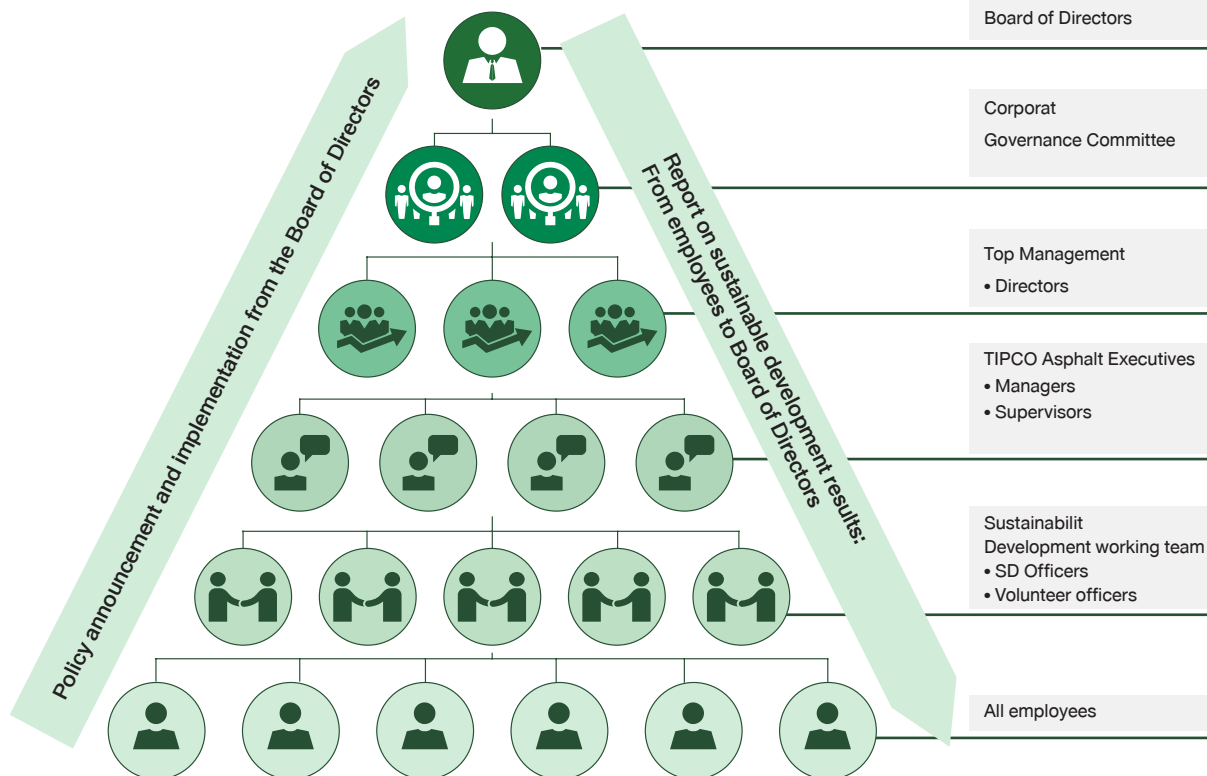 Policy announcement and implementation from the Board of Directors
Report on sustainable development results:
From employees to Board of Directors
Board of Directors
Corporat
Governance Committee
Top Management
• Directors
TIPCO Asphalt Executives
• Managers
• Supervisors
Sustainabilit
Development working team
• SD Officers
• Volunteer officers
All employees